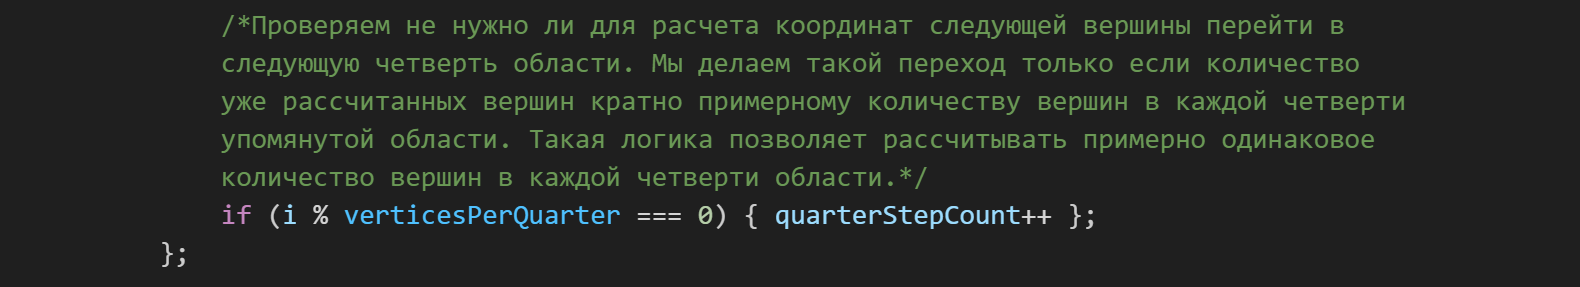 /*Проверяем не нужно ли для расчета координат следующей вершины перейти в
следующую четверть области. Мы делаем такой переход только если количество
уже рассчитанных вершин кратно примерному количеству вершин в каждой четверти
упомянутой области. Такая логика позволяет рассчитывать примерно одинаковое
количество вершин в каждой четверти области.*/
if (i % verticesPerQuarter === 0) { quarterStepCount++ };
};